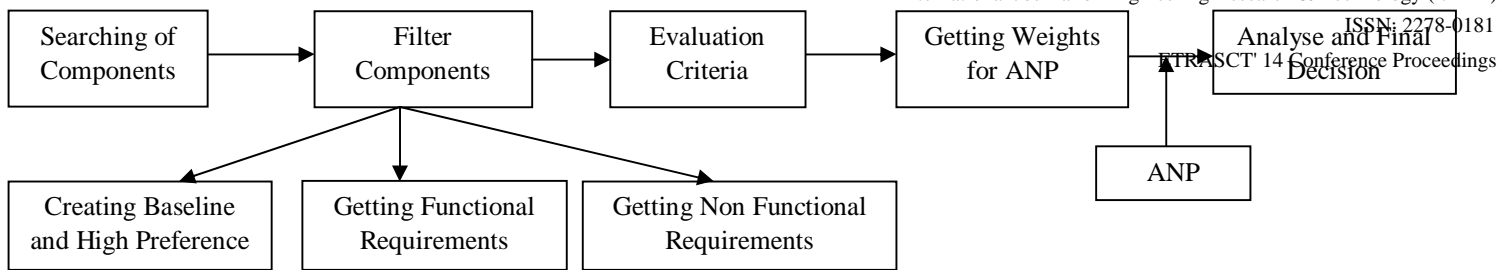 Searching of
Components
Filter
Components
Evaluation
Criteria
Getting Weights
for ANP
ISSN: 2278-0181
Analyse and Final
Decision
ETRASCT' 14 Conference Proceedings
ANP
Creating Baseline
and High Preference
Getting Functional
Requirements
Getting Non Functional
Requirements